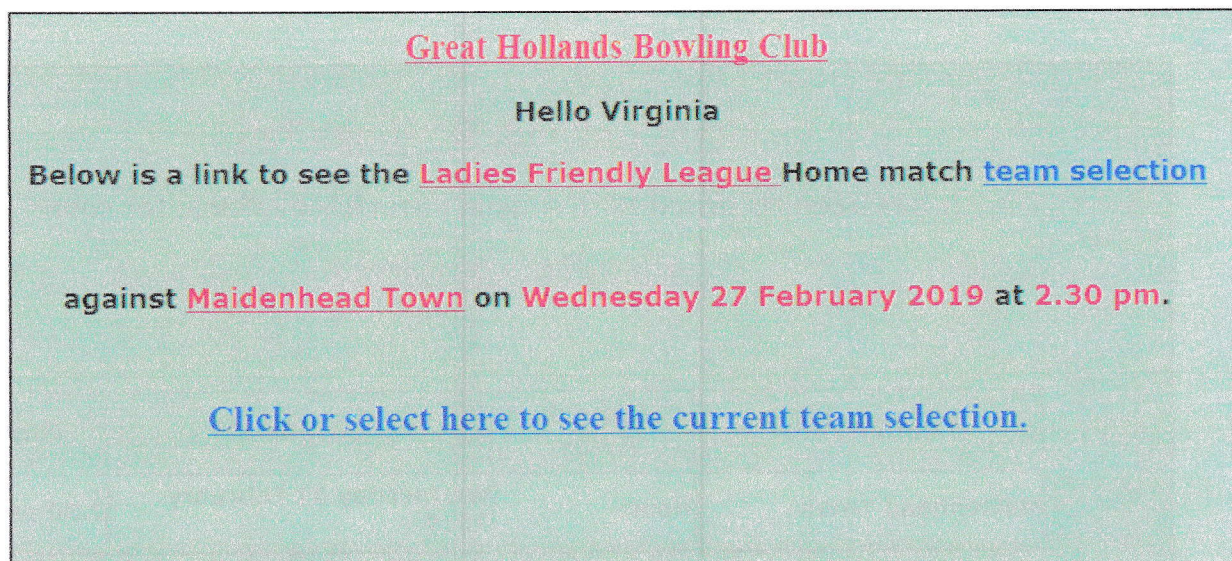 Great Hollands Bowling Club
Hello Virginia
Below is a link to see the Ladies Friendly League Home match team selection
against Maidenhead Town on Wednesday 27 February 2019 at 2.30 pm.
Click or select here to see the current team selection.